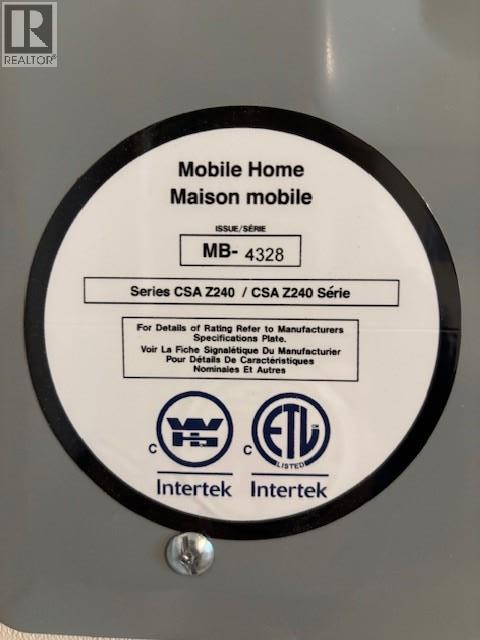 REALTOR®
Mobile Home
Maison mobile
ISSUE/SÉRIE
MB- 4328
Series CSA Z240 / CSA Z240 Série
For Details of Rating Refer to Manufacturers
Specifications Plate.
Voir La Fiche Signalétique Du Manufacturier
Pour Détails De Caractéristiques
Nominales Et Autres
C WH C ETL
LISTED
Intertek Intertek